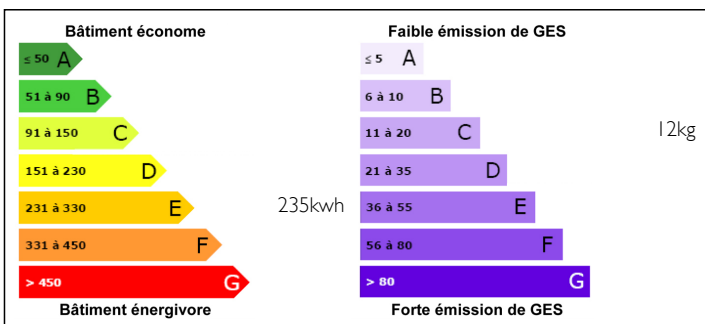 Bâtiment économe
≤ 50 A
51 à 90 B
91 à 150 C
151 à 230 D
231 à 330 E
235kwh
331 à 450 F
> 450 G
Bâtiment énergivore
Faible émission de GES
≤ 5 A
6 à 10 B
11 à 20 C
12kg
21 à 35 D
36 à 55 E
56 à 80 F
> 80 G
Forte émission de GES